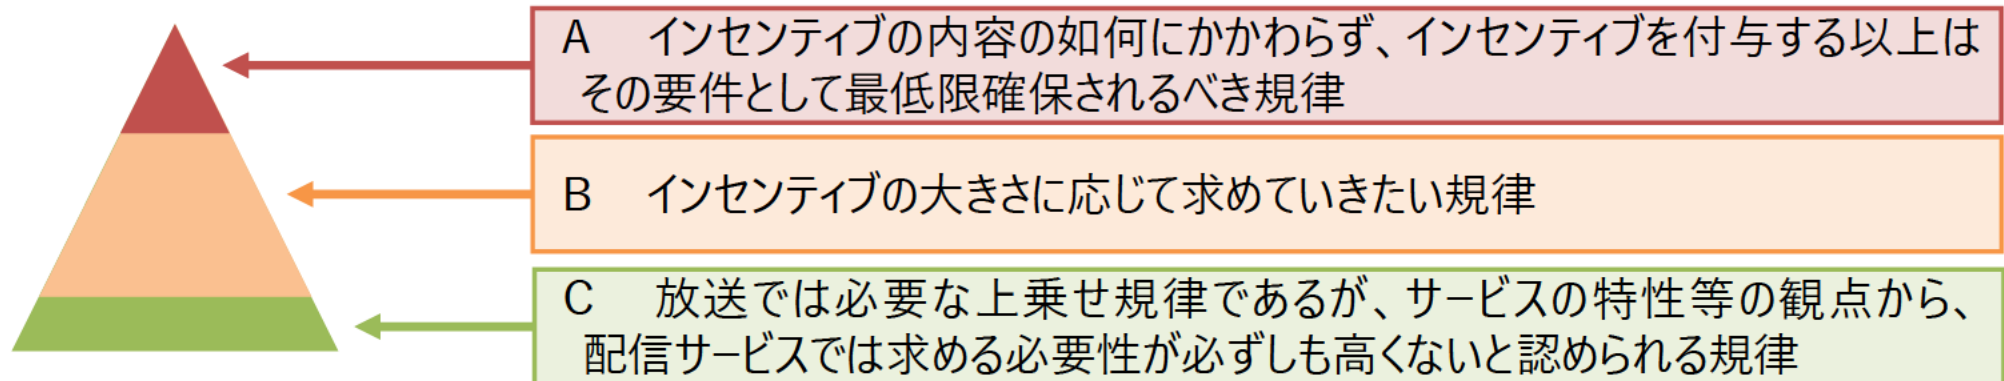 A　インセンティブの内容の如何にかかわらず、インセンティブを付与する以上は
その要件として最低限確保されるべき規律
B　インセンティブの大きさに応じて求めていきたい規律
C　放送では必要な上乗せ規律であるが、サービスの特性等の観点から、
配信サービスでは求める必要性が必ずしも高くないと認められる規律